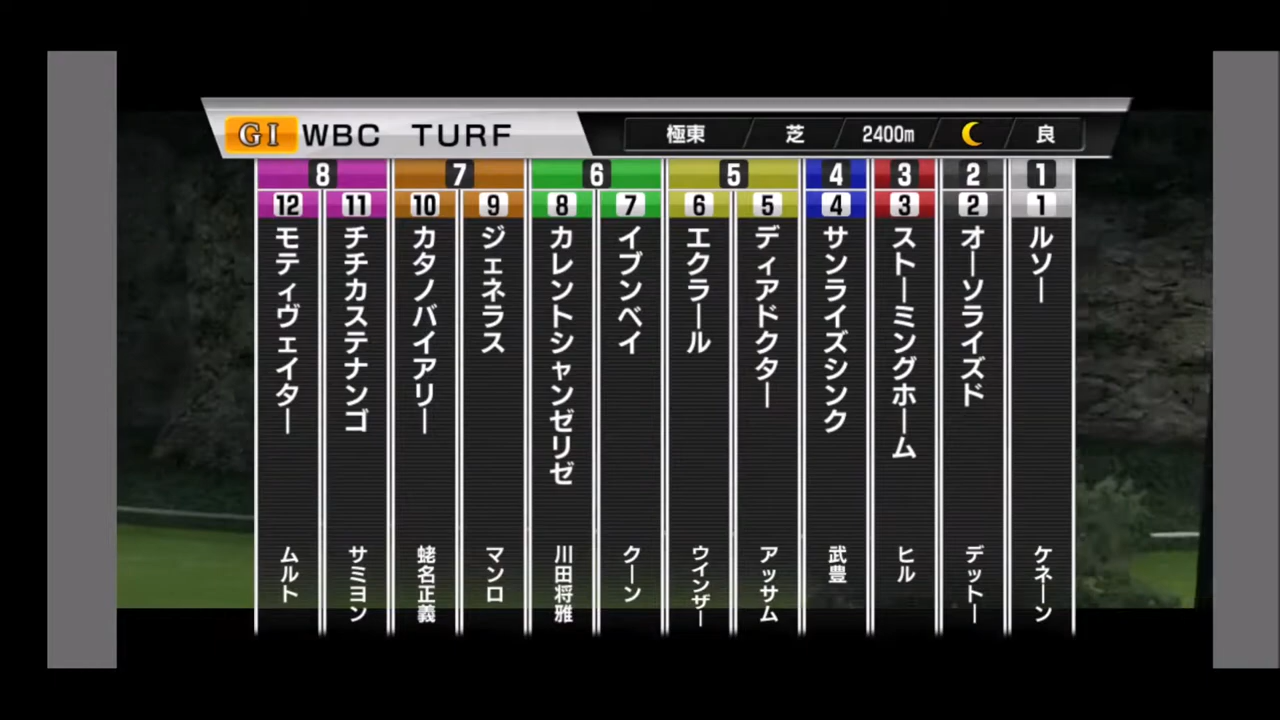 GI WBC TURF 極東 芝 2400m 良
1 1 ルソー ケネーン
2 2 オーソライズド デットー
3 3 ストーミングホーム ヒル
4 4 サンライズシンク 武豊
5 5 ディアドクター アッサム
6 エクラール ウインザー
6 7 イブンベイ クーン
8 カレントシャンゼリゼ 川田将雅
7 9 ジェネラス マンロ
10 カタノバイアリー 蛯名正義
8 11 チチカステナンゴ サミヨン
12 モティヴェイター ムルト